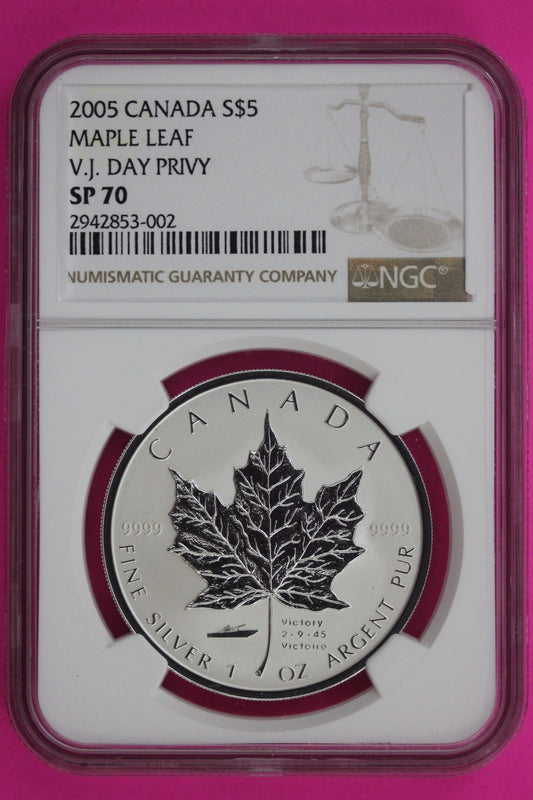 2005 CANADA S$5
MAPLE LEAF
V.J. DAY PRIVY
SP 70
2942853-002
NUMISMATIC GUARANTY COMPANY
NGC®
CANADA
9999
9999
Victory
2-9-45
Victoire
FINE SILVER 1 OZ ARGENT PUR